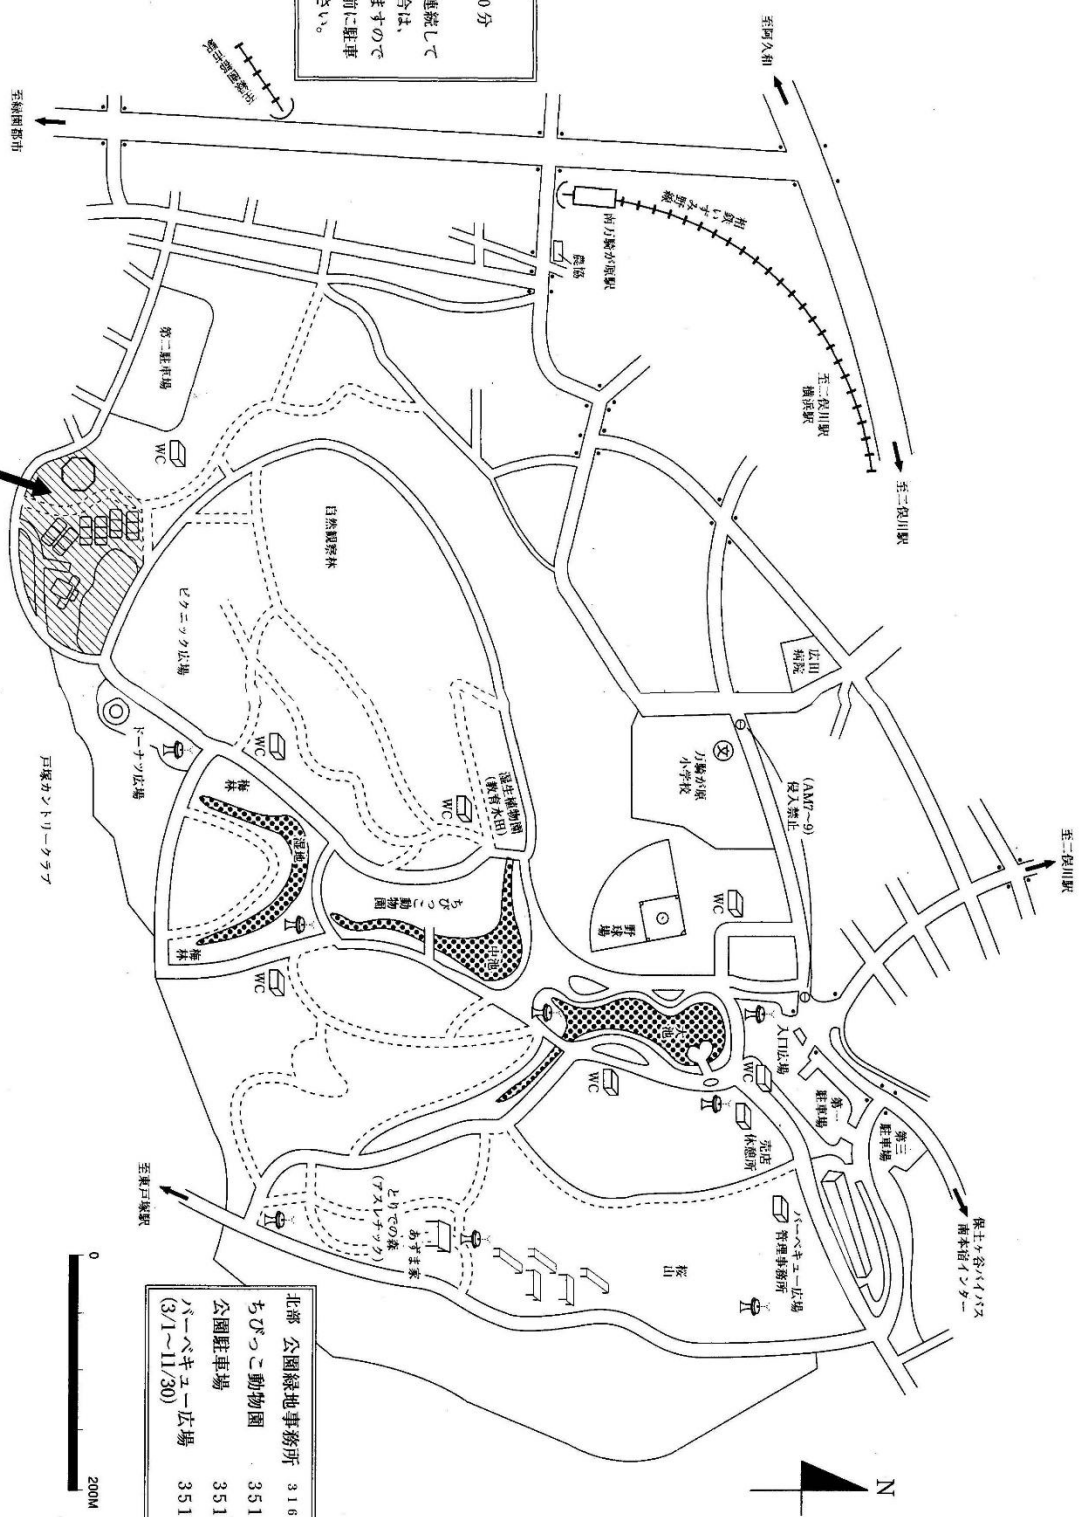 0分
連続して
合は、
ますので
前に駐車
さい。
至阿久和
至緑園都市
相鉄いずみ野線
南万騎が原駅
農協
至二俣川駅
横浜駅
至二俣川駅
第二駐車場
WC
自然観察林
ピクニック広場
ドーナツ広場
戸塚カントリークラブ
WC
梅林
湿地
梅林
WC
湿生植物園
(教育水田)
WC
ちびっこ動物園
中池
広田
病院
万騎が原
小学校
文
(AM7～9)
侵入禁止
至二俣川駅
WC
野球場
大池
入口広場
WC
WC
売店
休憩所
第一
駐車場
第三
駐車場
保土ヶ谷バイパス
南本宿インター
バーベキュー広場
管理事務所
桜山
あずま家
とりでの森
(アスレチック)
至東戸塚駅
北部 公園緑地事務所 316
ちびっこ動物園 351
公園駐車場 351
バーベキュー広場 351
(3/1～11/30)
0 200M
N